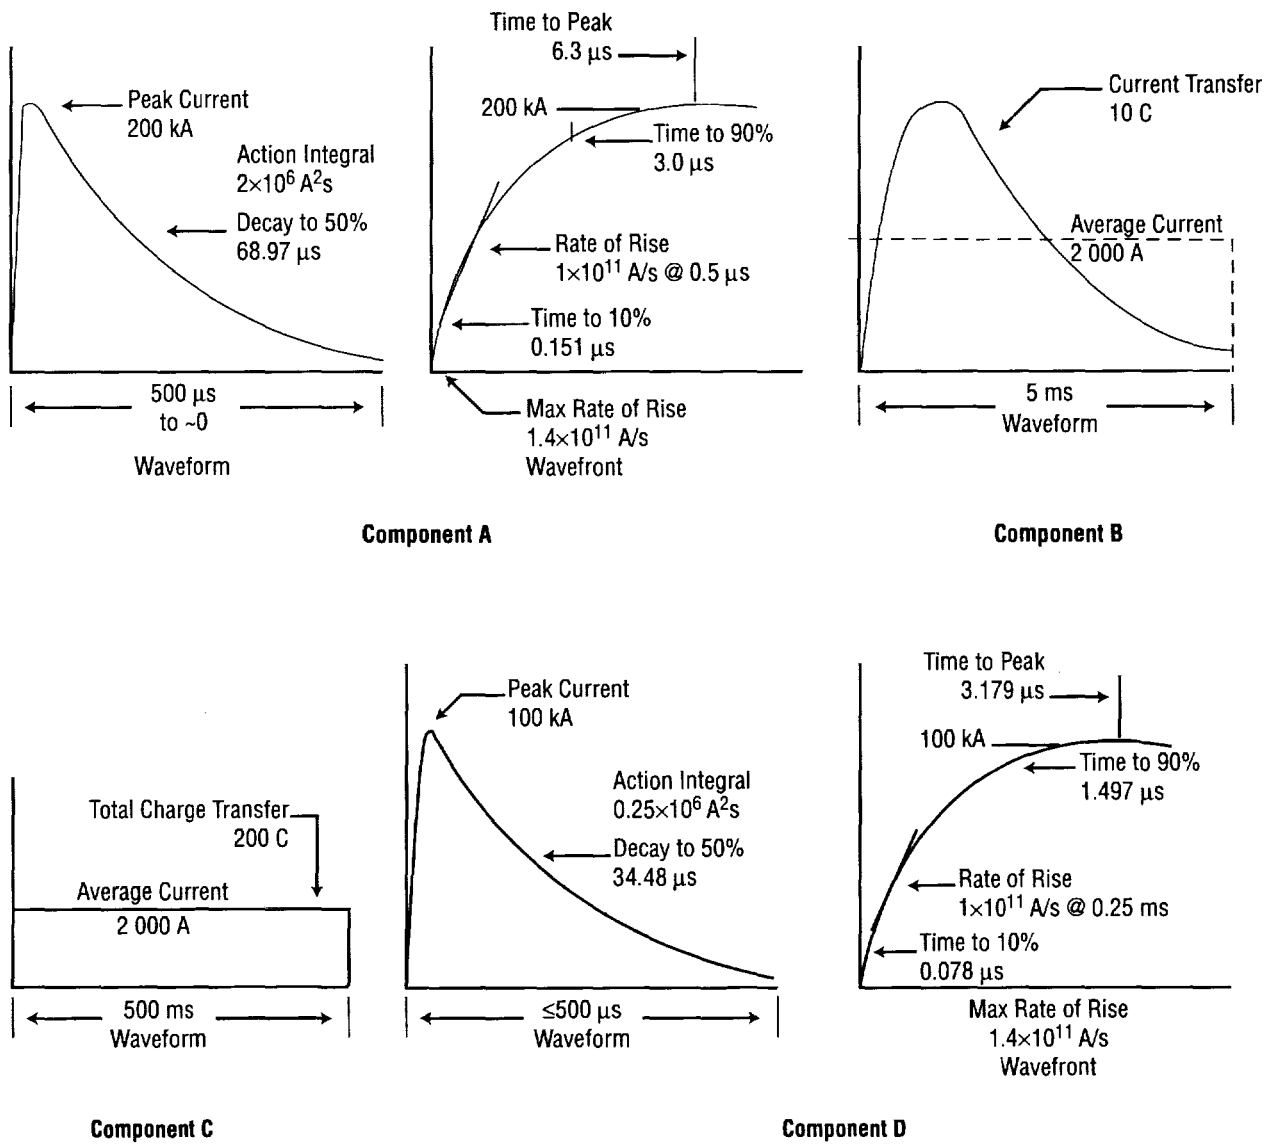 Peak Current
200 kA
Action Integral
2×10⁶ A²s
Decay to 50%
68.97 μs
500 μs
to ~0
Waveform
Time to Peak
6.3 μs
200 kA
Time to 90%
3.0 μs
Rate of Rise
1×10¹¹ A/s @ 0.5 μs
Time to 10%
0.151 μs
Max Rate of Rise
1.4×10¹¹ A/s
Wavefront
Component A
Current Transfer
10 C
Average Current
2 000 A
5 ms
Waveform
Component B
Total Charge Transfer
200 C
Average Current
2 000 A
500 ms
Waveform
Component C
Peak Current
100 kA
Action Integral
0.25×10⁶ A²s
Decay to 50%
34.48 μs
≤500 μs
Waveform
Time to Peak
3.179 μs
100 kA
Time to 90%
1.497 μs
Rate of Rise
1×10¹¹ A/s @ 0.25 ms
Time to 10%
0.078 μs
Max Rate of Rise
1.4×10¹¹ A/s
Wavefront
Component D